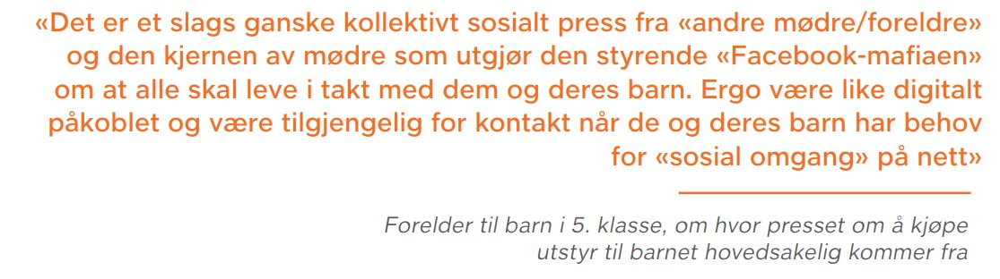 «Det er et slags ganske kollektivt sosialt press fra «andre mødre/foreldre»
og den kjernen av mødre som utgjør den styrende «Facebook-mafiaen»
om at alle skal leve i takt med dem og deres barn. Ergo være like digitalt
påkoblet og være tilgjengelig for kontakt når de og deres barn har behov
for «sosial omgang» på nett»
Forelder til barn i 5. klasse, om hvor presset om å kjøpe
utstyr til barnet hovedsakelig kommer fra